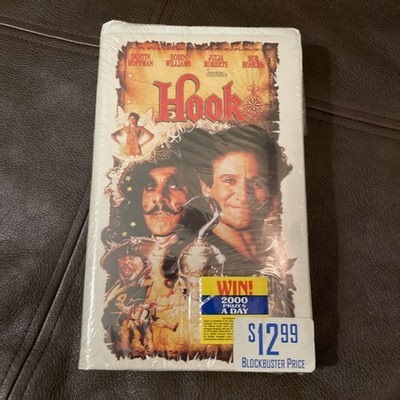 DUSTIN HOFFMAN ROBIN WILLIAMS JULIA ROBERTS BOB HOSKINS
Hook
WIN!
2000
PRIZES
A DAY
$12.99
BLOCKBUSTER PRICE